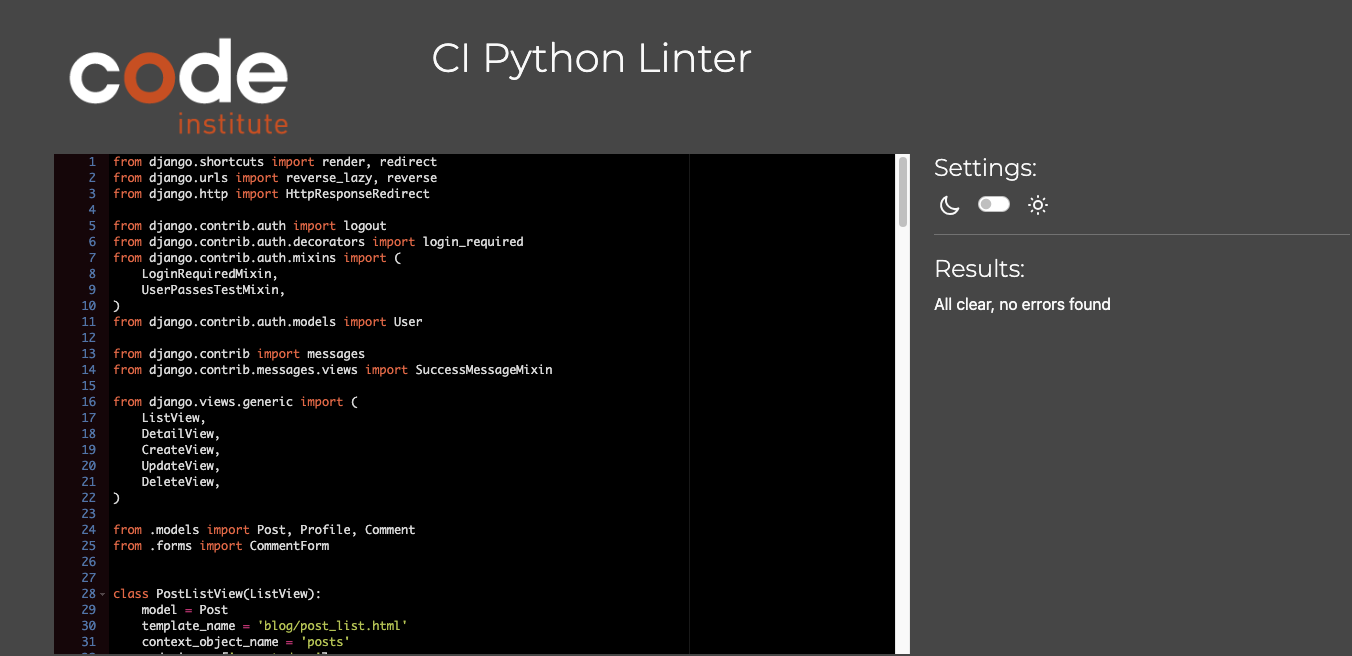 code
institute
CI Python Linter
1 from django.shortcuts import render, redirect
2 from django.urls import reverse_lazy, reverse
3 from django.http import HttpResponseRedirect
4
5 from django.contrib.auth import logout
6 from django.contrib.auth.decorators import login_required
7 from django.contrib.auth.mixins import (
8     LoginRequiredMixin,
9     UserPassesTestMixin,
10 )
11 from django.contrib.auth.models import User
12
13 from django.contrib import messages
14 from django.contrib.messages.views import SuccessMessageMixin
15
16 from django.views.generic import (
17     ListView,
18     DetailView,
19     CreateView,
20     UpdateView,
21     DeleteView,
22 )
23
24 from .models import Post, Profile, Comment
25 from .forms import CommentForm
26
27
28 class PostListView(ListView):
29     model = Post
30     template_name = 'blog/post_list.html'
31     context_object_name = 'posts'
Settings:
Results:
All clear, no errors found